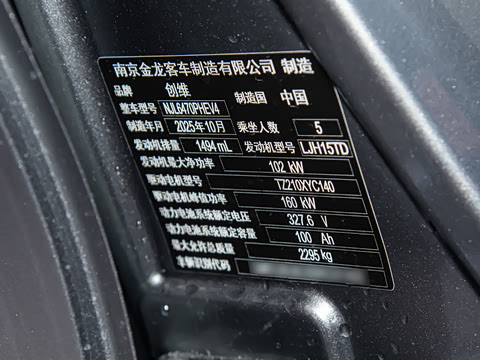 南京金龙客车制造有限公司 制造
品牌 创维 制造国 中国
整车型号 NJL6470PHEV4
制造年月 2025年10月 乘坐人数 5
发动机排量 1494 mL 发动机型号 LJH15TD
发动机最大净功率 102 kW
驱动电机型号 TZ210XYC140
驱动电机峰值功率 160 kW
动力电池系统额定电压 327.6 V
动力电池系统额定容量 100 Ah
最大允许总质量 2295 kg
车辆识别代码